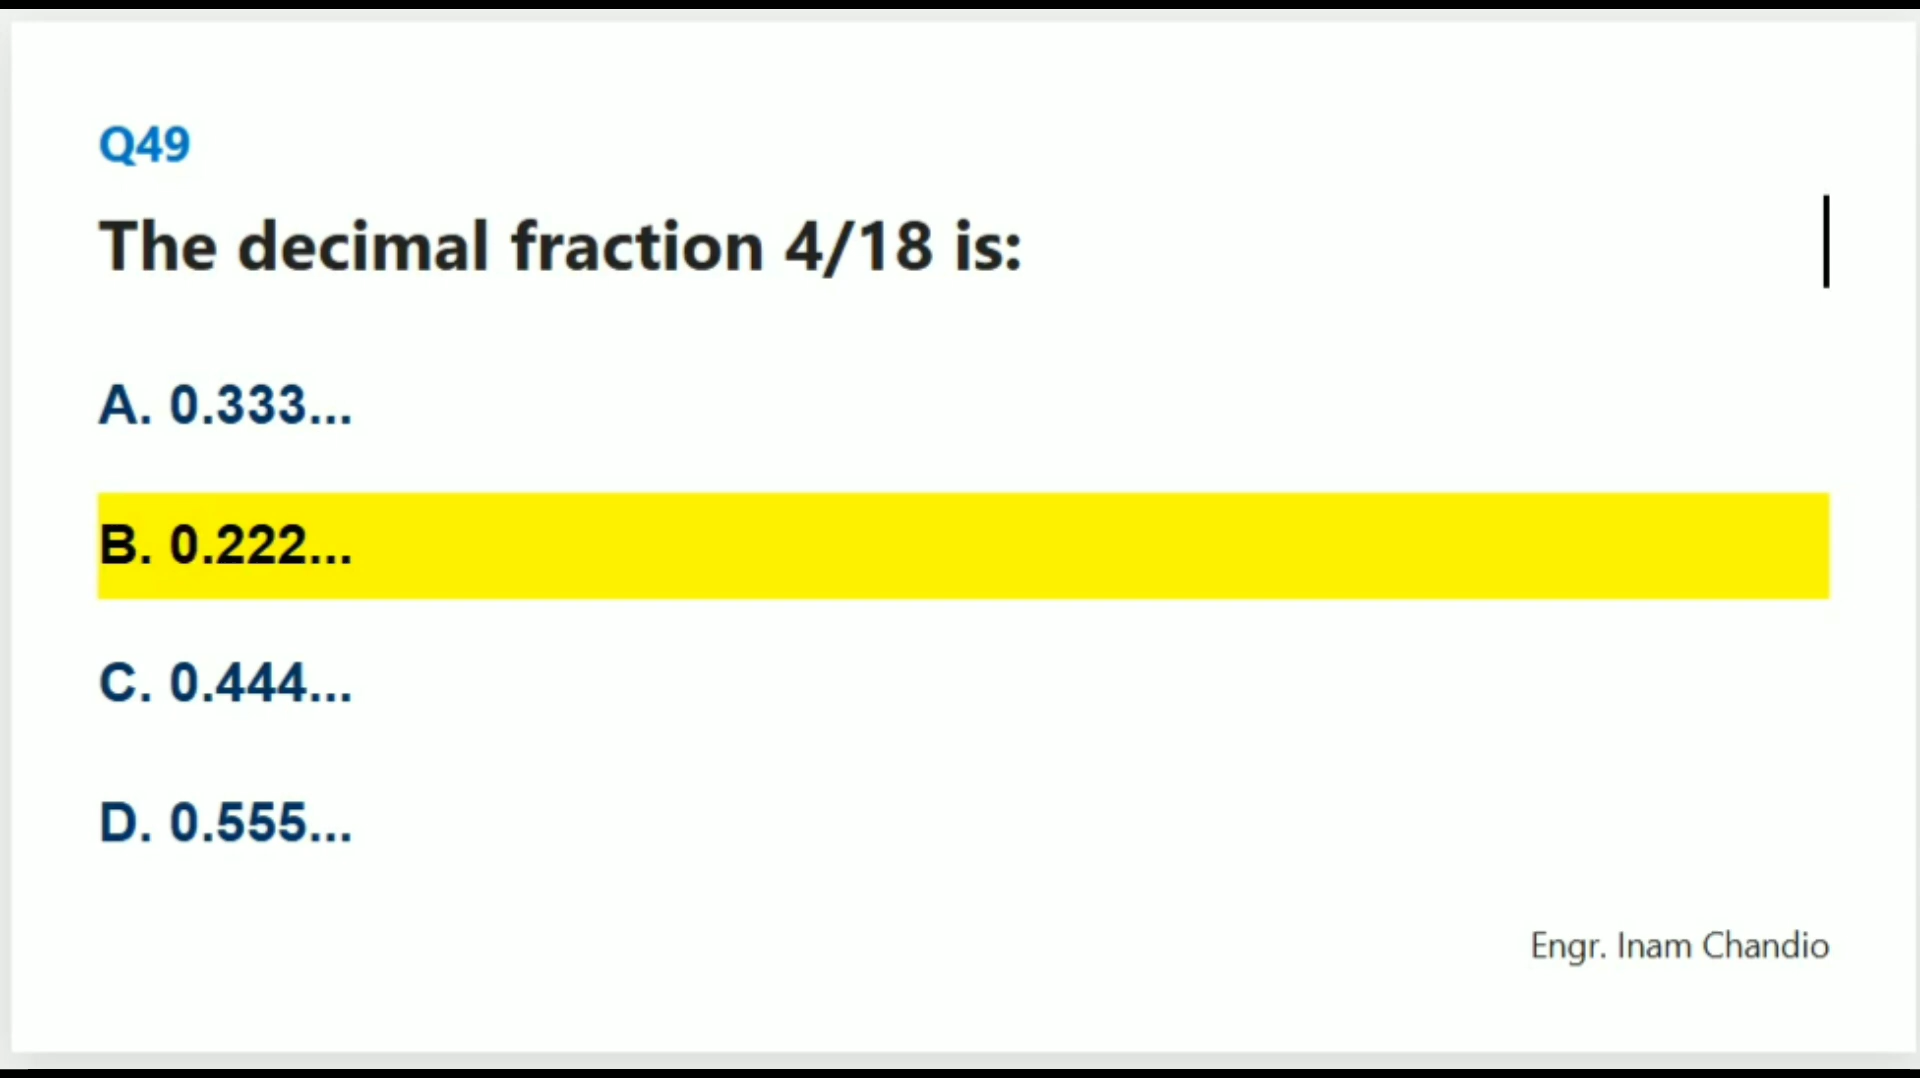 Q49
The decimal fraction 4/18 is:
A. 0.333...
B. 0.222...
C. 0.444...
D. 0.555...
Engr. Inam Chandio